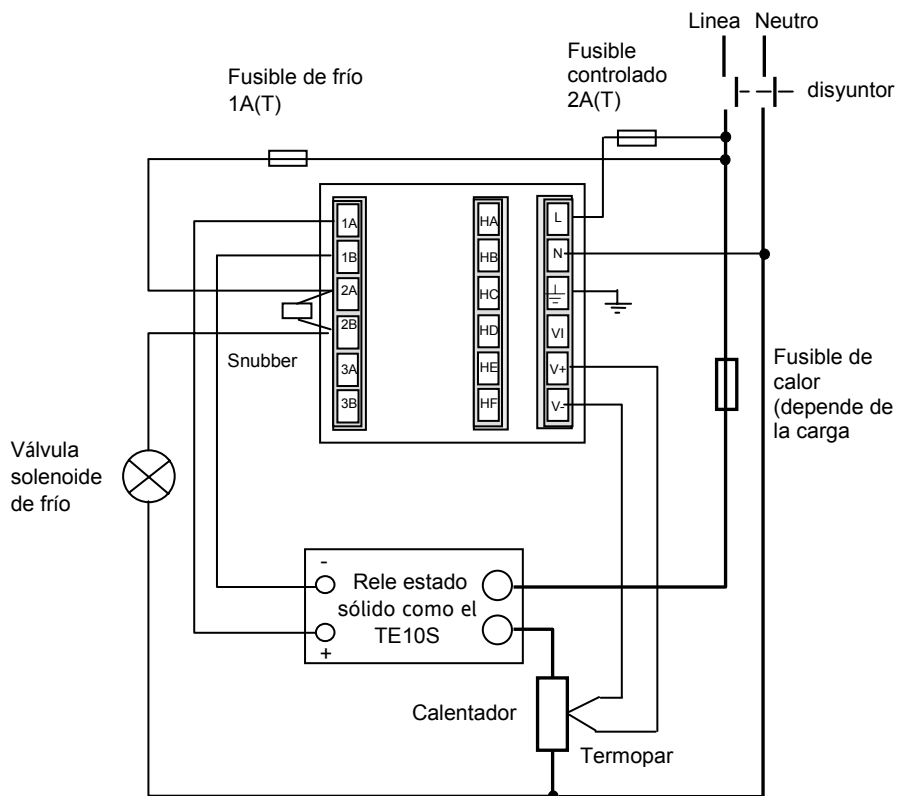 Linea Neutro
Fusible
controlado
2A(T)
Fusible de frío
1A(T)
disyuntor
1A
1B
2A
2B
3A
3B
HA
HB
HC
HD
HE
HF
L
N
VI
V+
V-
Snubber
Fusible de
calor
(depende de
la carga
Válvula
solenoide
de frío
-
+
Rele estado
sólido como el
TE10S
Calentador
Termopar